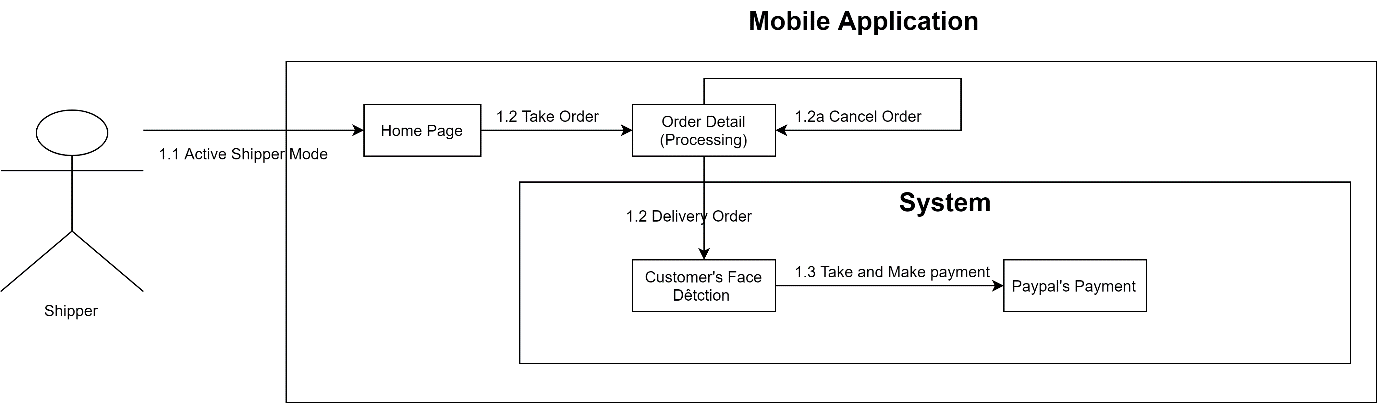 Mobile Application
Home Page
1.2 Take Order
Order Detail
(Processing)
1.2a Cancel Order
1.1 Active Shipper Mode
System
1.2 Delivery Order
Customer's Face
Dêtction
1.3 Take and Make payment
Paypal's Payment
Shipper